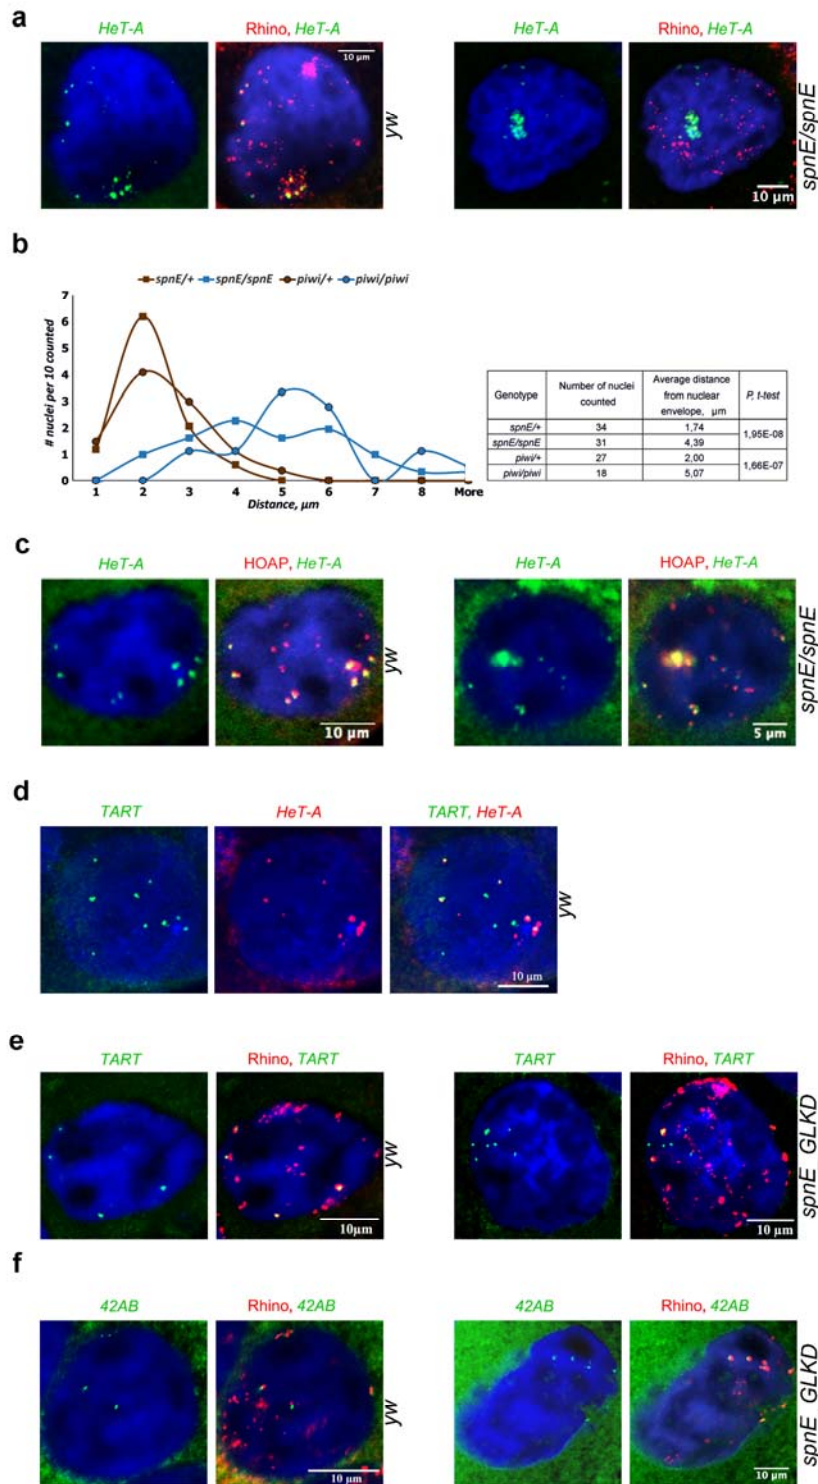 a
HeT-A
Rhino, HeT-A
HeT-A
Rhino, HeT-A
10 µm
yw
10 µm
spnE/spnE
b
spnE/+ spnE/spnE piwi/+ piwi/piwi
# nuclei per 10 counted
7
6
5
4
3
2
1
0
1 2 3 4 5 6 7 8 More
Distance, µm
Genotype Number of nuclei counted Average distance from nuclear envelope, µm P, t-test
spnE/+ 34 1,74 1,95E-08
spnE/spnE 31 4,39
piwi/+ 27 2,00 1,66E-07
piwi/piwi 18 5,07
c
HeT-A
HOAP, HeT-A
HeT-A
HOAP, HeT-A
10 µm
yw
5 µm
spnE/spnE
d
TART
HeT-A
TART, HeT-A
10 µm
yw
e
TART
Rhino, TART
TART
Rhino, TART
10µm
yw
10 µm
spnE_GLKD
f
42AB
Rhino, 42AB
42AB
Rhino, 42AB
10 µm
yw
10 µm
spnE_GLKD